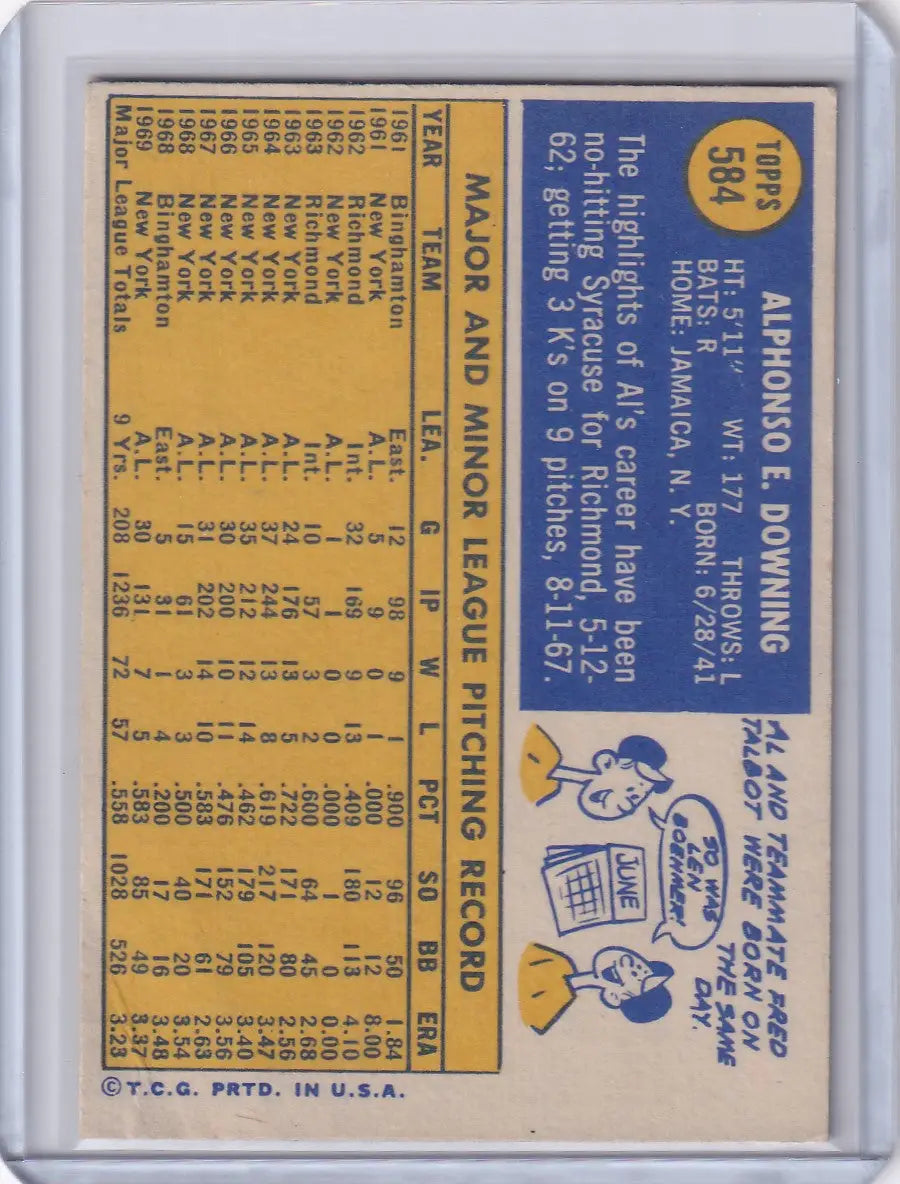 TOPPS
584
ALPHONSO E. DOWNING
HT: 5'11" WT: 177 THROWS: L
BATS: R BORN: 6/28/41
HOME: JAMAICA, N. Y.
The highlights of Al's career have been
no-hitting Syracuse for Richmond, 5-12-
62; getting 3 K's on 9 pitches, 8-11-67.
AL AND TEAMMATE FRED
TALBOT WERE BORN ON
THE SAME
DAY.
SO WAS
LEN
BOEHMER!
JUNE
MAJOR AND MINOR LEAGUE PITCHING RECORD
YEAR TEAM LEA. G IP W L PCT SO BB ERA
1961 Binghamton East. 12 98 9 1 .900 96 50 1.84
1961 New York A.L. 5 9 0 1 .000 12 12 8.00
1962 Richmond Int. 32 169 9 13 .409 180 113 4.10
1962 New York A.L. 1 1 0 0 .000 1 0 0.00
1963 Richmond Int. 10 57 3 2 .600 64 45 2.68
1963 New York A.L. 24 176 13 5 .722 171 80 2.56
1964 New York A.L. 37 244 13 8 .619 217 120 3.47
1965 New York A.L. 35 212 12 14 .462 179 105 3.40
1966 New York A.L. 30 200 10 11 .476 152 79 3.56
1967 New York A.L. 31 202 14 10 .583 171 61 2.63
1968 New York A.L. 15 61 3 3 .500 40 20 3.54
1968 Binghamton East. 5 31 1 4 .200 17 16 3.48
1969 New York A.L. 30 131 7 5 .583 85 49 3.37
Major League Totals 9 Yrs. 208 1236 72 57 .558 1028 526 3.23
© T.C.G. PRTD. IN U.S.A.